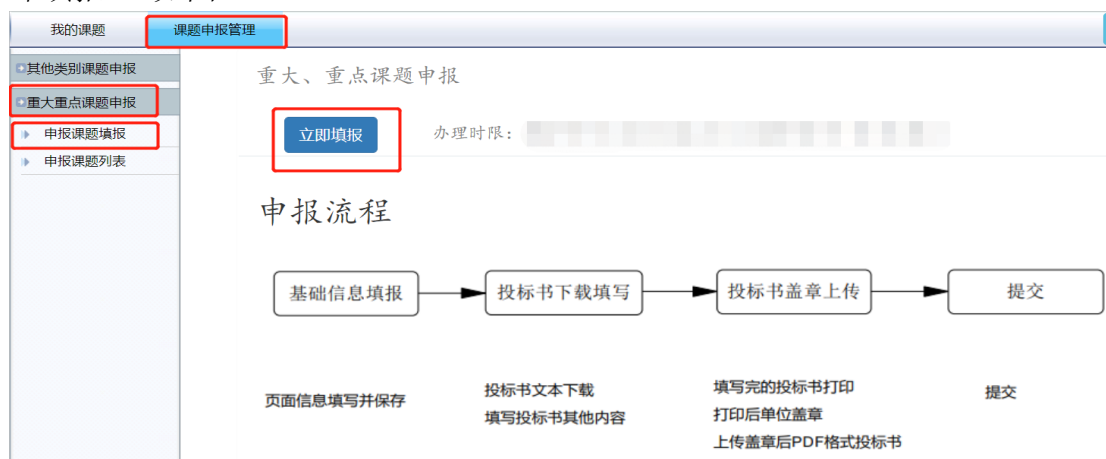 我的课题
课题申报管理
其他类别课题申报
重大重点课题申报
申报课题填报
申报课题列表
重大、重点课题申报
立即填报
办理时限：
申报流程
基础信息填报
投标书下载填写
投标书盖章上传
提交
页面信息填写并保存
投标书文本下载
填写投标书其他内容
填写完的投标书打印
打印后单位盖章
上传盖章后PDF格式投标书
提交